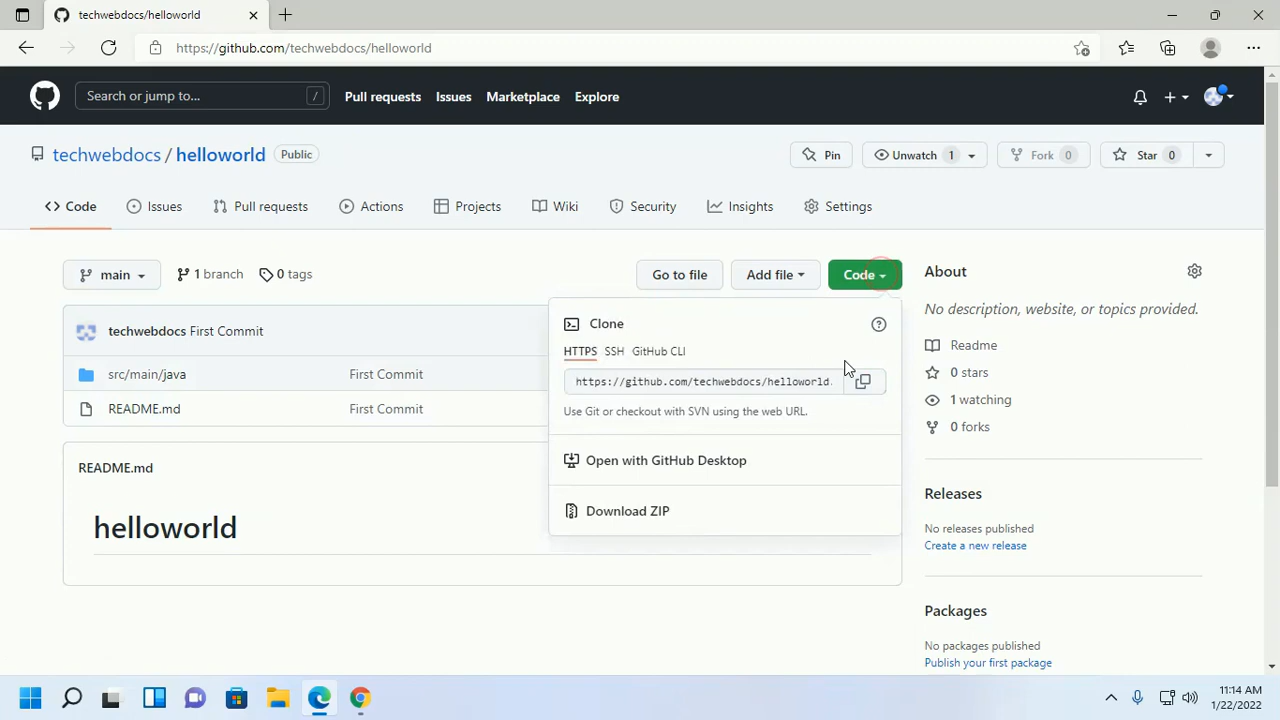 techwebdocs/helloworld
https://github.com/techwebdocs/helloworld
Search or jump to... /
Pull requests Issues Marketplace Explore
techwebdocs / helloworld Public
Pin Unwatch 1 Fork 0 Star 0
Code Issues Pull requests Actions Projects Wiki Security Insights Settings
main 1 branch 0 tags Go to file Add file Code
techwebdocs First Commit
src/main/java First Commit
README.md First Commit
README.md
helloworld
Clone
HTTPS SSH GitHub CLI
https://github.com/techwebdocs/helloworld.
Use Git or checkout with SVN using the web URL.
Open with GitHub Desktop
Download ZIP
About
No description, website, or topics provided.
Readme
0 stars
1 watching
0 forks
Releases
No releases published
Create a new release
Packages
No packages published
Publish your first package
11:14 AM
1/22/2022